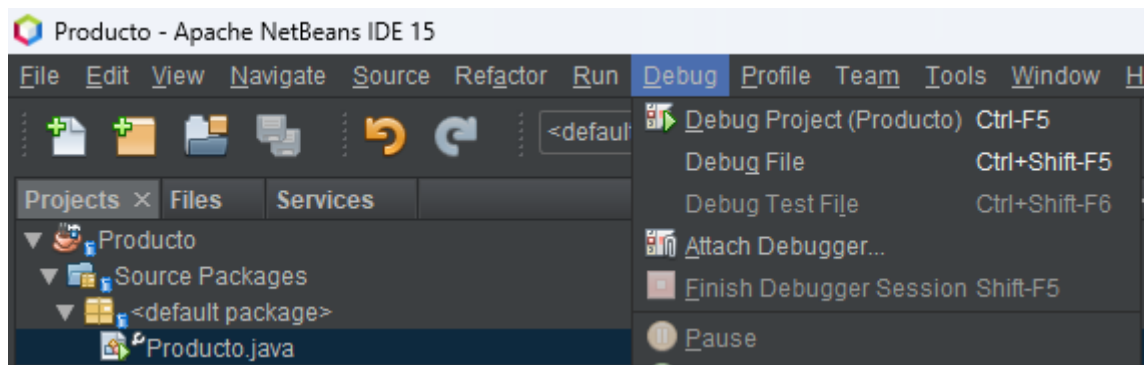 Producto - Apache NetBeans IDE 15
File Edit View Navigate Source Refactor Run Debug Profile Team Tools Window H
<default
Debug Project (Producto) Ctrl-F5
Debug File Ctrl+Shift-F5
Debug Test File Ctrl+Shift-F6
Attach Debugger...
Finish Debugger Session Shift-F5
Pause
Projects Files Services
Producto
Source Packages
<default package>
Producto.java